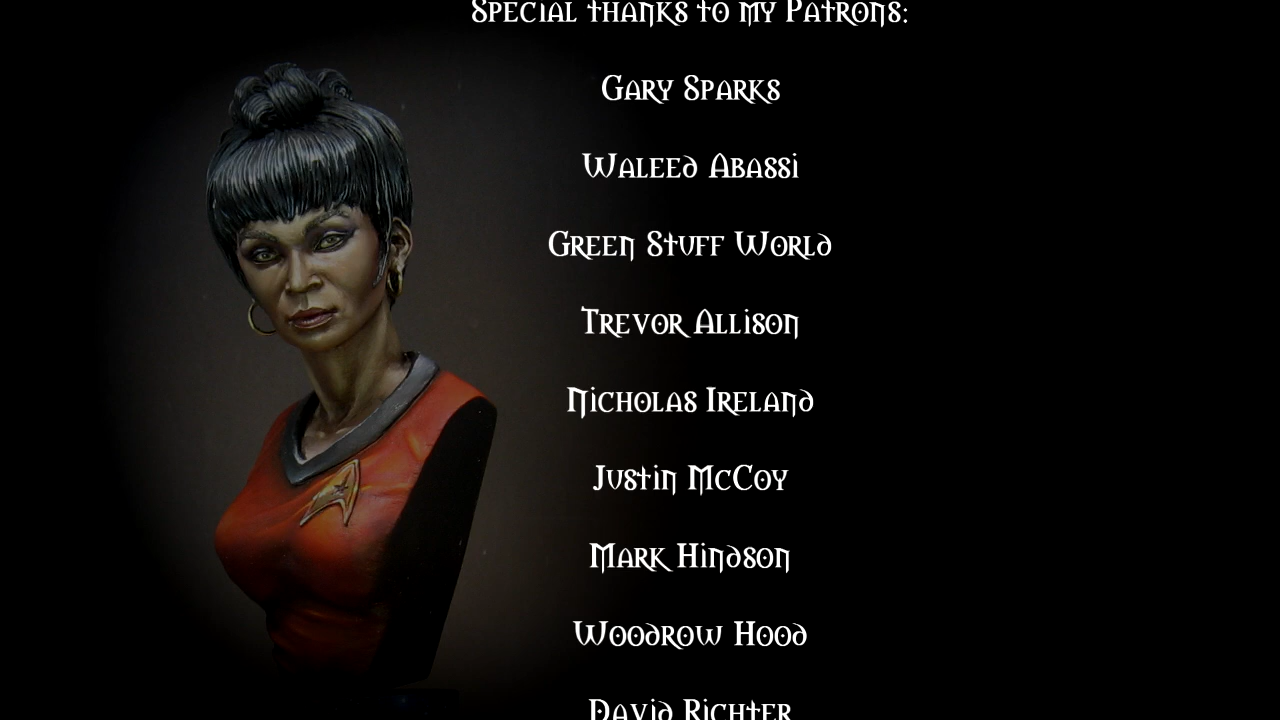 Special thanks to my Patrons:
Gary Sparks
Waleed Abassi
Green Stuff World
Trevor Allison
Nicholas Ireland
Justin McCoy
Mark Hindson
Woodrow Hood
David Richter